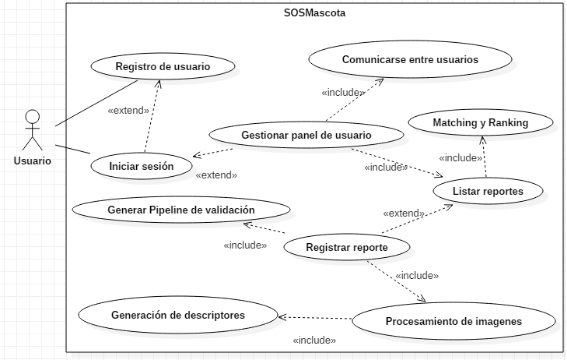 SOSMascota
Registro de usuario
Comunicarse entre usuarios
«include»
«extend»
Matching y Ranking
Gestionar panel de usuario
Usuario
Iniciar sesión
«include»
«include»
«extend»
Listar reportes
Generar Pipeline de validación
«extend»
«include»
Registrar reporte
«include»
Generación de descriptores
Procesamiento de imagenes
«include»